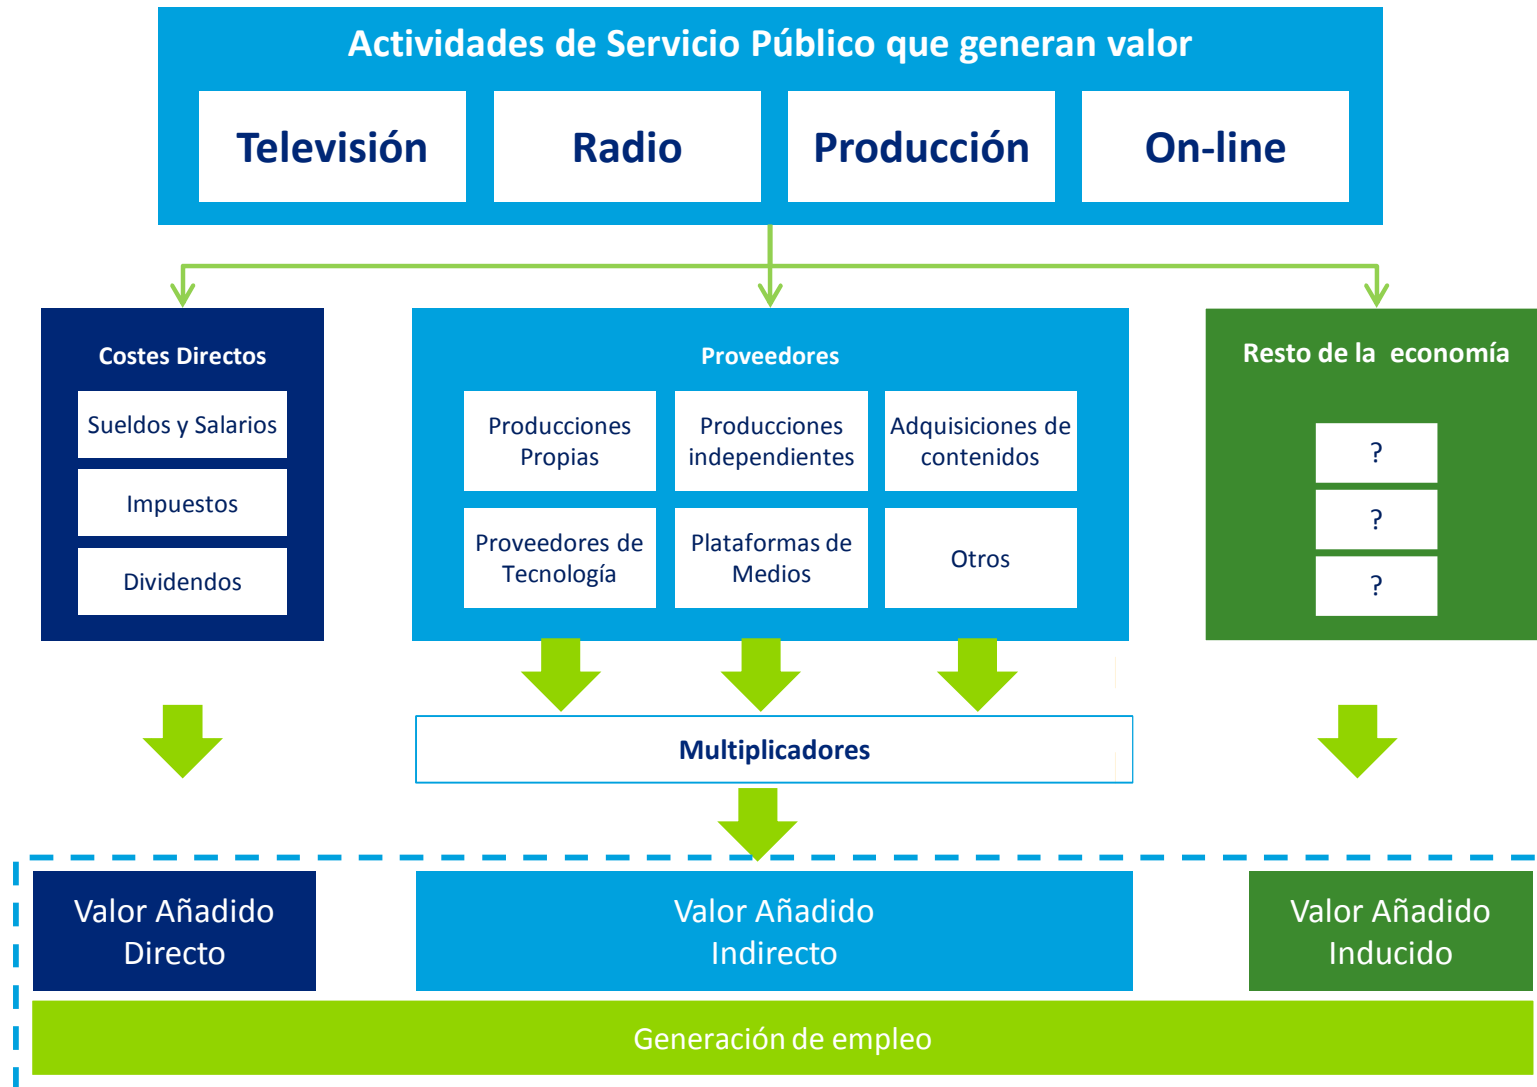 Actividades de Servicio Público que generan valor
Televisión
Radio
Producción
On-line
Costes Directos
Sueldos y Salarios
Impuestos
Dividendos
Proveedores
Producciones
Propias
Producciones
independientes
Adquisiciones de
contenidos
Proveedores de
Tecnología
Plataformas de
Medios
Otros
Resto de la economía
?
?
?
Multiplicadores
Valor Añadido
Directo
Valor Añadido
Indirecto
Valor Añadido
Inducido
Generación de empleo